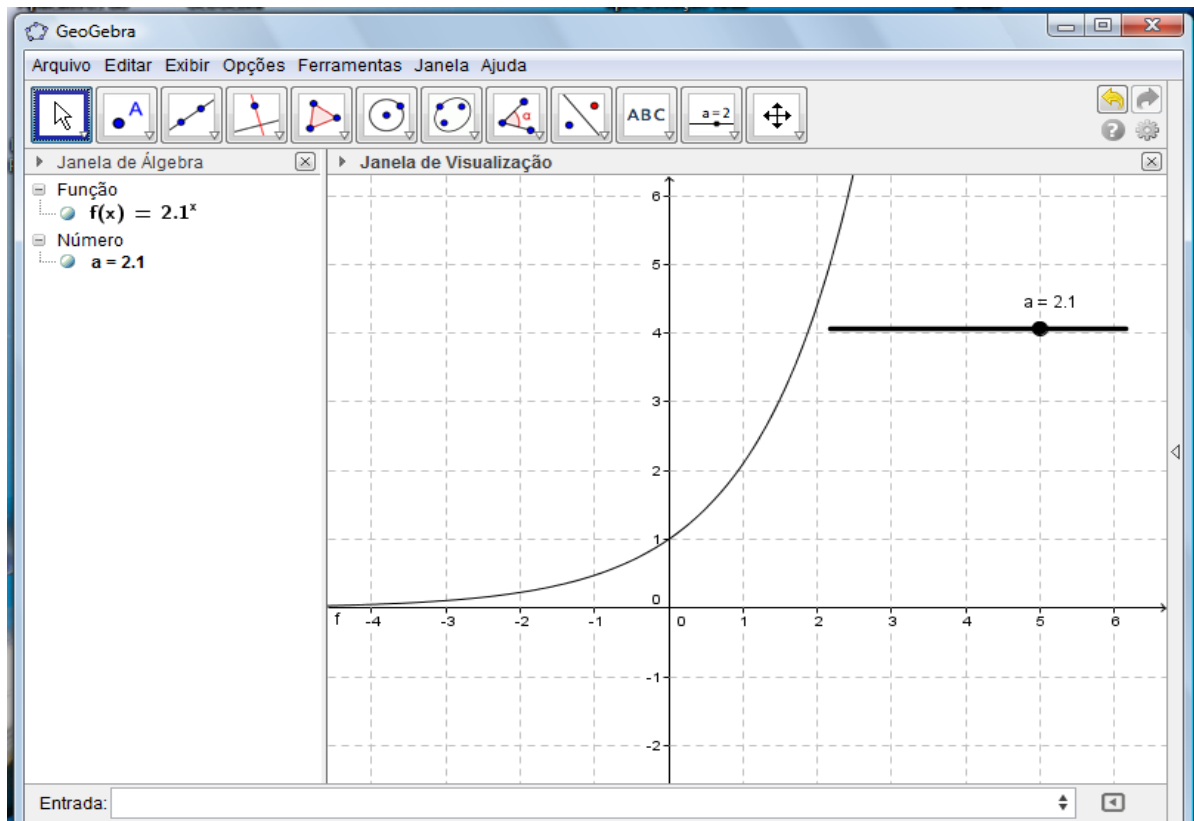 GeoGebra
Arquivo Editar Exibir Opções Ferramentas Janela Ajuda
A
α
ABC
a=2
Janela de Álgebra
Janela de Visualização
Função
f(x) = 2.1ˣ
Número
a = 2.1
6
5
a = 2.1
4
3
2
1
0
f -4 -3 -2 -1 0 1 2 3 4 5 6
-1
-2
Entrada: